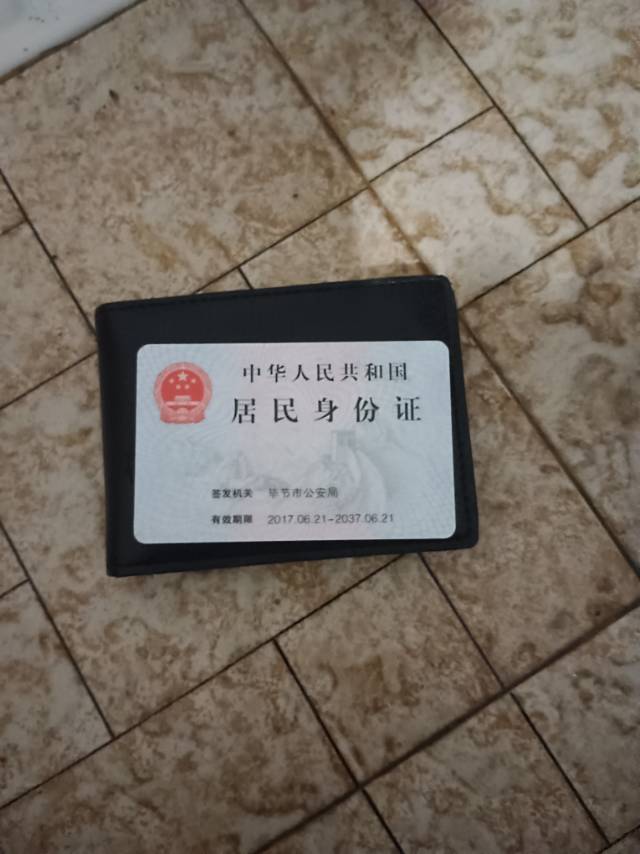 中华人民共和国
居民身份证
签发机关 毕节市公安局
有效期限 2017.06.21-2037.06.21